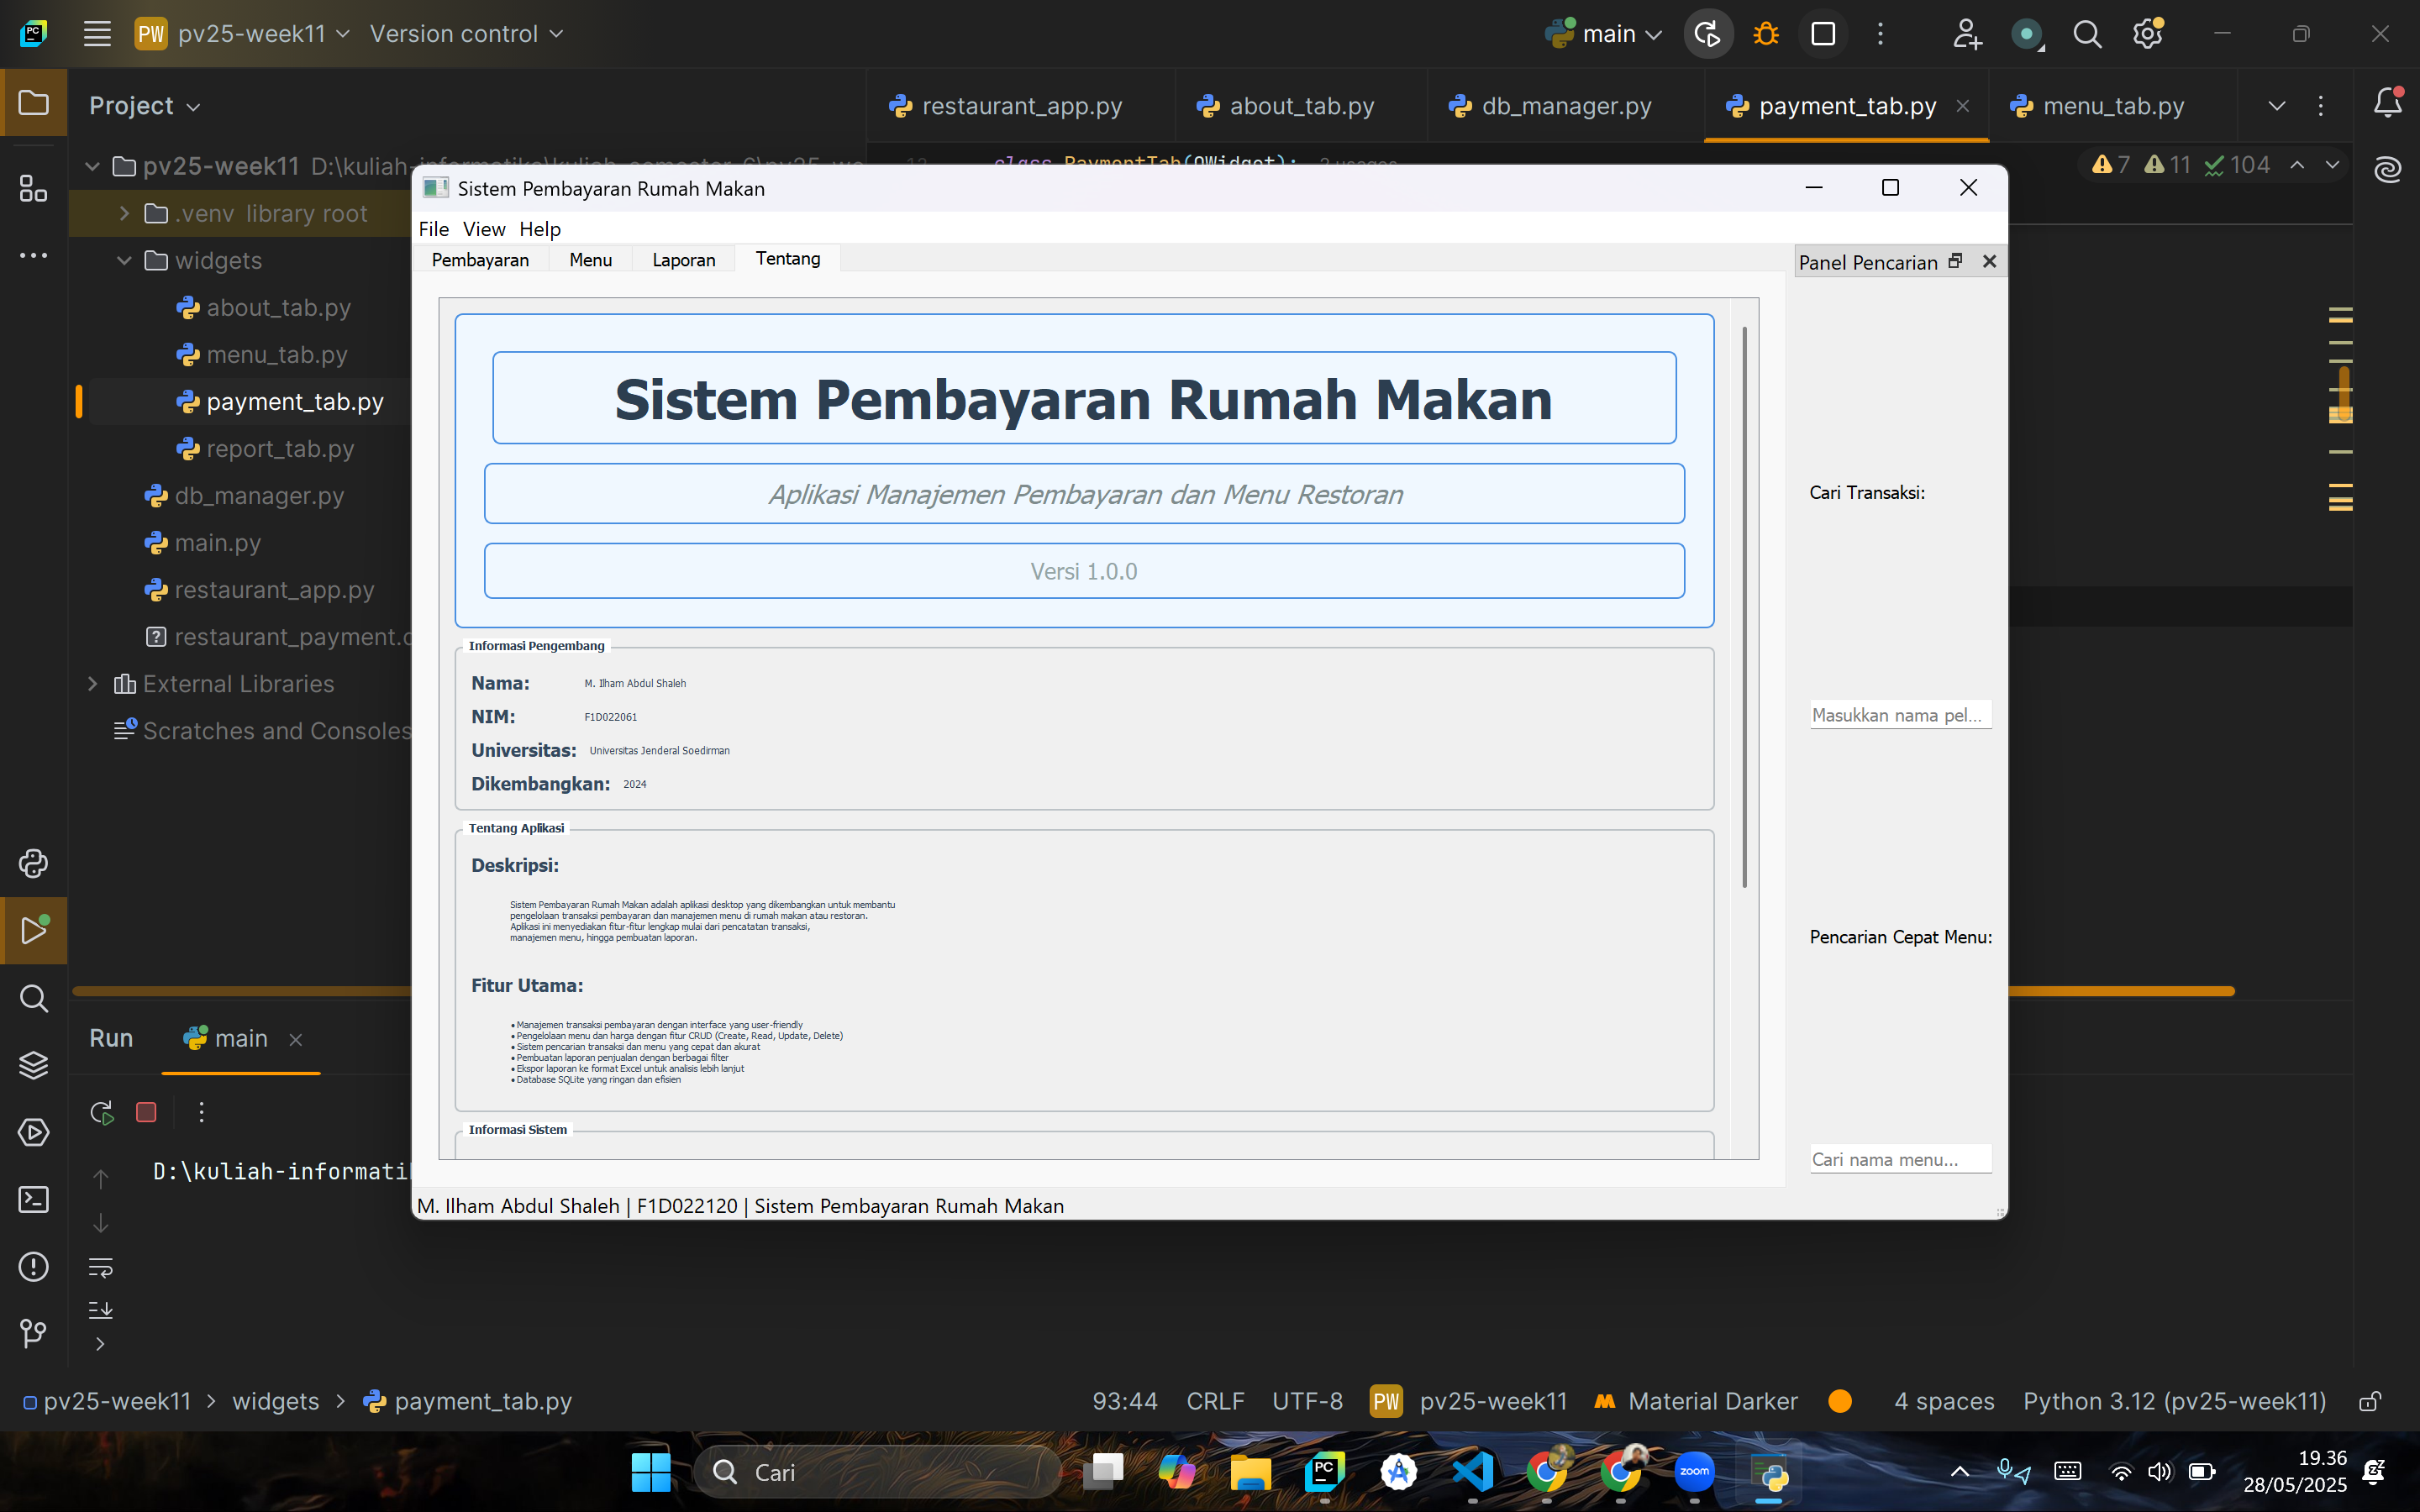 PC
PW pv25-week11 Version control
main
Project
restaurant_app.py about_tab.py db_manager.py payment_tab.py menu_tab.py
pv25-week11
.venv library root
widgets
about_tab.py
menu_tab.py
payment_tab.py
report_tab.py
db_manager.py
main.py
restaurant_app.py
restaurant_payment.
External Libraries
Scratches and Consoles
7 11 104
Sistem Pembayaran Rumah Makan
File View Help
Pembayaran Menu Laporan Tentang
Sistem Pembayaran Rumah Makan
Aplikasi Manajemen Pembayaran dan Menu Restoran
Versi 1.0.0
Informasi Pengembang
Nama: M. Ilham Abdul Shaleh
NIM: F1D022061
Universitas: Universitas Jenderal Soedirman
Dikembangkan: 2024
Tentang Aplikasi
Deskripsi:
Sistem Pembayaran Rumah Makan adalah aplikasi desktop yang dikembangkan untuk membantu
pengelolaan transaksi pembayaran dan manajemen menu di rumah makan atau restoran.
Aplikasi ini menyediakan fitur-fitur lengkap mulai dari pencatatan transaksi,
manajemen menu, hingga pembuatan laporan.
Fitur Utama:
• Manajemen transaksi pembayaran dengan interface yang user-friendly
• Pengelolaan menu dan harga dengan fitur CRUD (Create, Read, Update, Delete)
• Sistem pencarian transaksi dan menu yang cepat dan akurat
• Pembuatan laporan penjualan dengan berbagai filter
• Ekspor laporan ke format Excel untuk analisis lebih lanjut
• Database SQLite yang ringan dan efisien
Informasi Sistem
Panel Pencarian
Cari Transaksi:
Masukkan nama pel...
Pencarian Cepat Menu:
Cari nama menu...
M. Ilham Abdul Shaleh | F1D022120 | Sistem Pembayaran Rumah Makan
Run main
D:\kuliah-informati
pv25-week11 > widgets > payment_tab.py
93:44 CRLF UTF-8 PW pv25-week11 Material Darker 4 spaces Python 3.12 (pv25-week11)
Cari
PC
zoom
19.36
28/05/2025